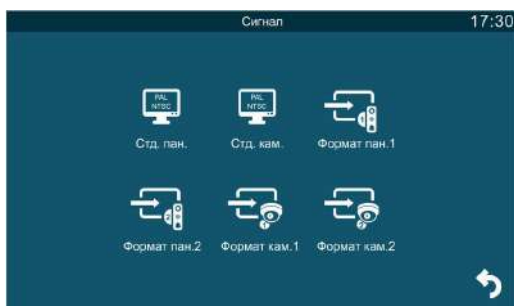 Сигнал 17:30
PAL NTSC PAL NTSC
Стд. пан. Стд. кам. Формат пан.1
Формат пан.2 Формат кам.1 Формат кам.2